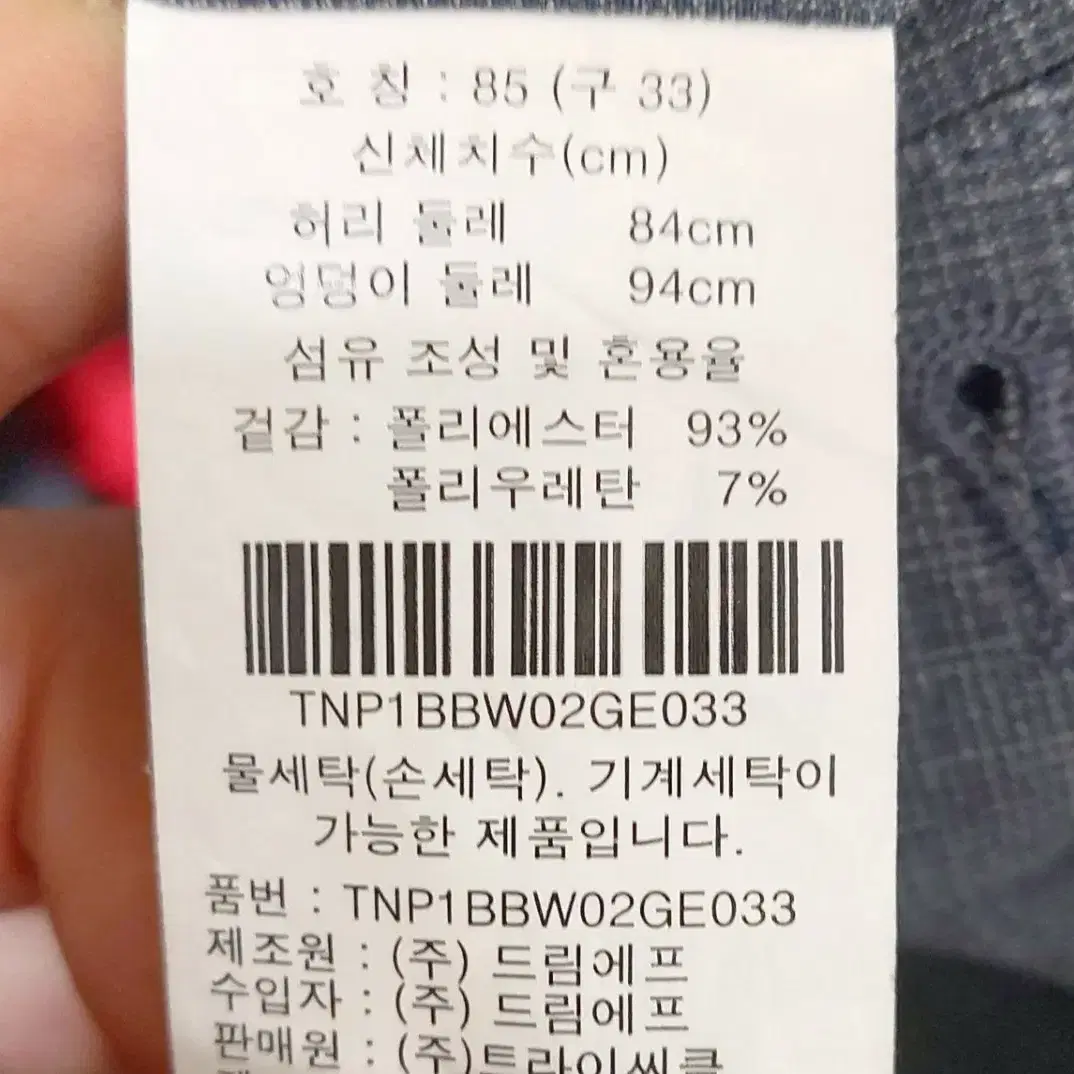 호 칭 : 85 (구 33)
신체치수(cm)
허리 둘레 84cm
엉덩이 둘레 94cm
섬유 조성 및 혼용율
겉감 : 폴리에스터 93%
폴리우레탄 7%
TNP1BBW02GE033
물세탁(손세탁). 기계세탁이
가능한 제품입니다.
품번 : TNP1BBW02GE033
제조원 : (주) 드림에프
수입자 : (주) 드림에프
판매원 : (주)트라이씨클